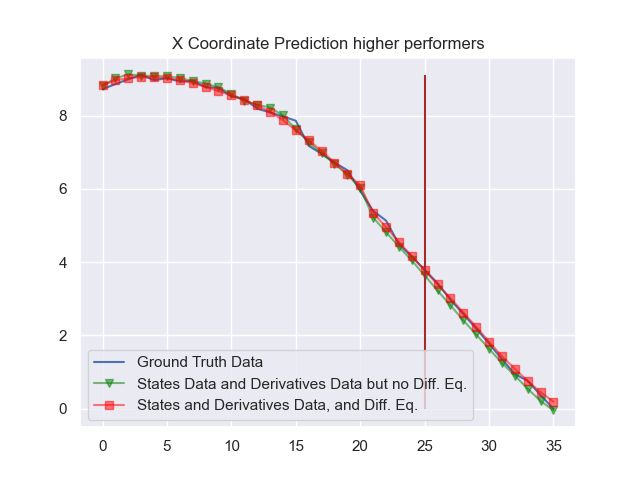 X Coordinate Prediction higher performers
8
6
4
2
0
Ground Truth Data
States Data and Derivatives Data but no Diff. Eq.
States and Derivatives Data, and Diff. Eq.
0 5 10 15 20 25 30 35